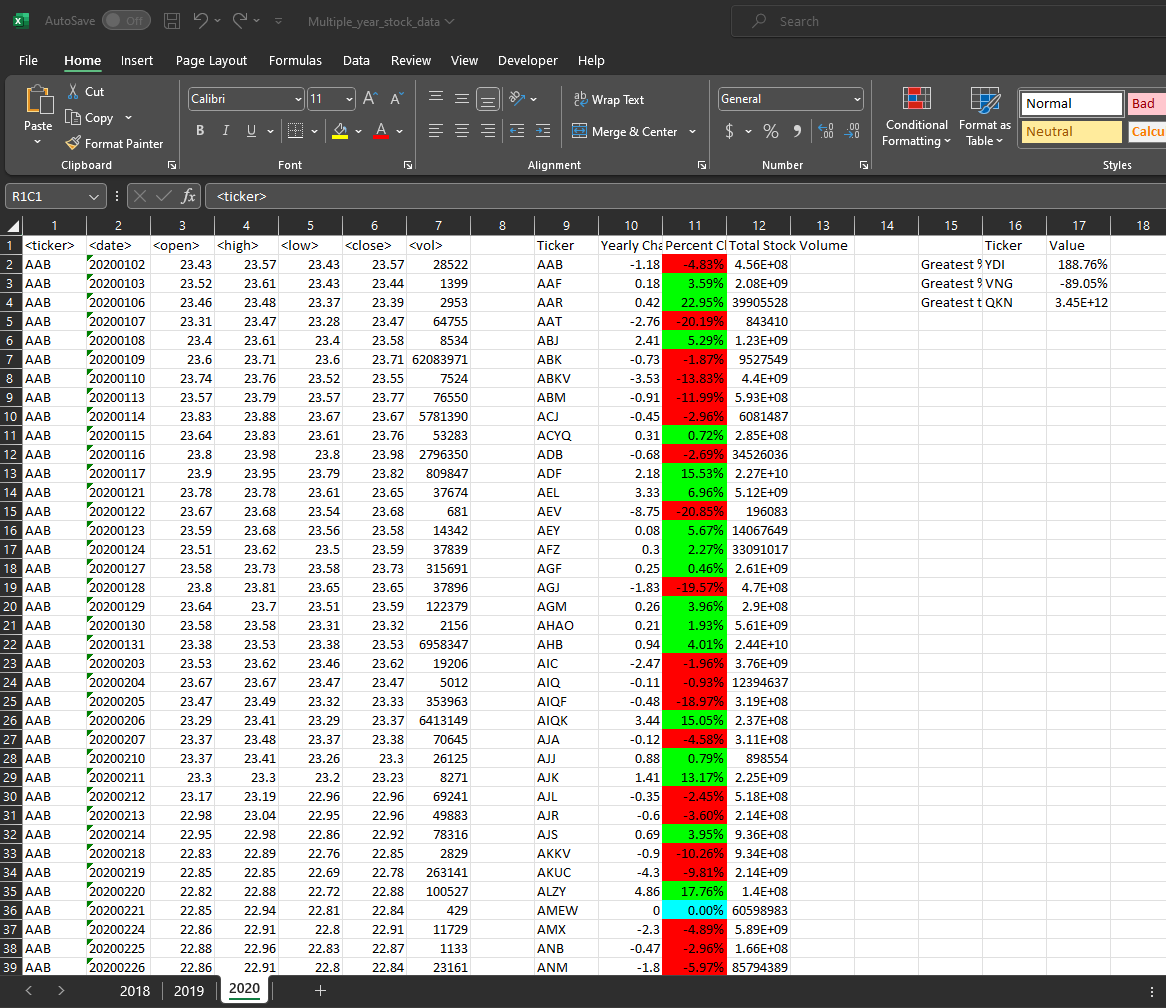 AutoSave Off Multiple_year_stock_data Search
File Home Insert Page Layout Formulas Data Review View Developer Help
Paste Cut Copy Format Painter Clipboard
Calibri 11 A A B I U A Font
ab Wrap Text Merge & Center Alignment
General $ % 9 Number
Conditional Formatting Format as Table Normal Bad Neutral Calcu Styles
R1C1 fx <ticker>
1 2 3 4 5 6 7 8 9 10 11 12 13 14 15 16 17 18
1 <ticker> <date> <open> <high> <low> <close> <vol> Ticker Yearly Cha Percent Cl Total Stock Volume Ticker Value
2 AAB 20200102 23.43 23.57 23.43 23.57 28522 AAB -1.18 -4.83% 4.56E+08 Greatest % YDI 188.76%
3 AAB 20200103 23.52 23.61 23.43 23.44 1399 AAF 0.18 3.59% 2.08E+09 Greatest % VNG -89.05%
4 AAB 20200106 23.46 23.48 23.37 23.39 2953 AAR 0.42 22.95% 39905528 Greatest t QKN 3.45E+12
5 AAB 20200107 23.31 23.47 23.28 23.47 64755 AAT -2.76 -20.19% 843410
6 AAB 20200108 23.4 23.61 23.4 23.58 8534 ABJ 2.41 5.29% 1.23E+09
7 AAB 20200109 23.6 23.71 23.6 23.71 62083971 ABK -0.73 -1.87% 9527549
8 AAB 20200110 23.74 23.76 23.52 23.55 7524 ABKV -3.53 -13.83% 4.4E+09
9 AAB 20200113 23.57 23.79 23.57 23.77 76550 ABM -0.91 -11.99% 5.93E+08
10 AAB 20200114 23.83 23.88 23.67 23.67 5781390 ACJ -0.45 -2.96% 6081487
11 AAB 20200115 23.64 23.83 23.61 23.76 53283 ACYQ 0.31 0.72% 2.85E+08
12 AAB 20200116 23.8 23.98 23.8 23.98 2796350 ADB -0.68 -2.69% 34526036
13 AAB 20200117 23.9 23.95 23.79 23.82 809847 ADF 2.18 15.53% 2.27E+10
14 AAB 20200121 23.78 23.78 23.61 23.65 37674 AEL 3.33 6.96% 5.12E+09
15 AAB 20200122 23.67 23.68 23.54 23.68 681 AEV -8.75 -20.85% 196083
16 AAB 20200123 23.59 23.68 23.56 23.58 14342 AEY 0.08 5.67% 14067649
17 AAB 20200124 23.51 23.62 23.5 23.59 37839 AFZ 0.3 2.27% 33091017
18 AAB 20200127 23.58 23.73 23.58 23.73 315691 AGF 0.25 0.46% 2.61E+09
19 AAB 20200128 23.8 23.81 23.65 23.65 37896 AGJ -1.83 -19.57% 4.7E+08
20 AAB 20200129 23.64 23.7 23.51 23.59 122379 AGM 0.26 3.96% 2.9E+08
21 AAB 20200130 23.58 23.58 23.31 23.32 2156 AHAO 0.21 1.93% 5.61E+09
22 AAB 20200131 23.38 23.53 23.38 23.53 6958347 AHB 0.94 4.01% 2.44E+10
23 AAB 20200203 23.53 23.62 23.46 23.62 19206 AIC -2.47 -1.96% 3.76E+09
24 AAB 20200204 23.67 23.67 23.47 23.47 5012 AIQ -0.11 -0.93% 12394637
25 AAB 20200205 23.47 23.49 23.32 23.33 353963 AIQF -0.48 -18.97% 3.19E+08
26 AAB 20200206 23.29 23.41 23.29 23.37 6413149 AIQK 3.44 15.05% 2.37E+08
27 AAB 20200207 23.37 23.48 23.37 23.38 70645 AJA -0.12 -4.58% 3.11E+08
28 AAB 20200210 23.37 23.41 23.26 23.3 26125 AJJ 0.88 0.79% 898554
29 AAB 20200211 23.3 23.3 23.2 23.23 8271 AJK 1.41 13.17% 2.25E+09
30 AAB 20200212 23.17 23.19 22.96 22.96 69241 AJL -0.35 -2.45% 5.18E+08
31 AAB 20200213 22.98 23.04 22.95 22.96 49883 AJR -0.6 -3.60% 2.14E+08
32 AAB 20200214 22.95 22.98 22.86 22.92 78316 AJS 0.69 3.95% 9.36E+08
33 AAB 20200218 22.83 22.89 22.76 22.85 2829 AKKV -0.9 -10.26% 9.34E+08
34 AAB 20200219 22.85 22.85 22.69 22.78 263141 AKUC -4.3 -9.81% 2.14E+09
35 AAB 20200220 22.82 22.88 22.72 22.88 100527 ALZY 4.86 17.76% 1.4E+08
36 AAB 20200221 22.85 22.94 22.81 22.84 429 AMEW 0 0.00% 60598983
37 AAB 20200224 22.86 22.91 22.8 22.91 11729 AMX -2.3 -4.89% 5.89E+09
38 AAB 20200225 22.88 22.96 22.83 22.87 1133 ANB -0.47 -2.96% 1.66E+08
39 AAB 20200226 22.86 22.91 22.8 22.84 23161 ANM -1.8 -5.97% 85794389
2018 2019 2020